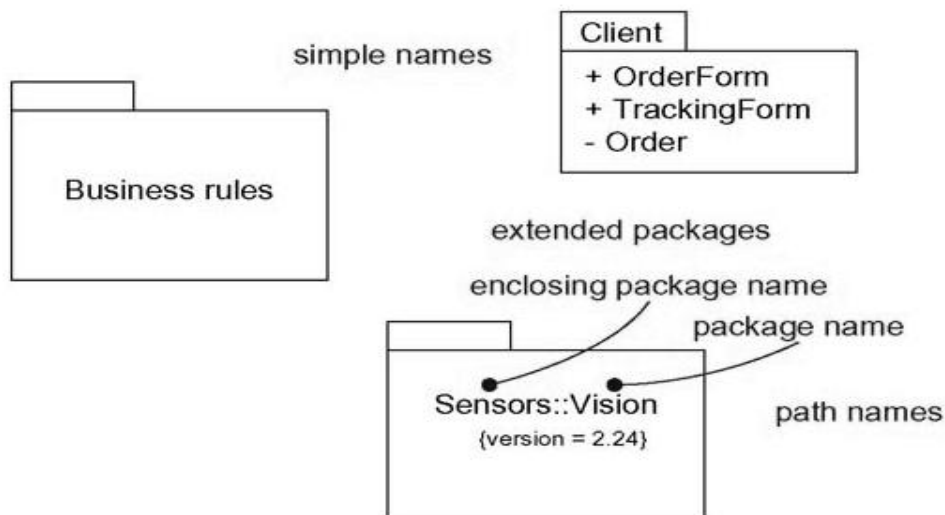 Client
simple names
+ OrderForm
+ TrackingForm
- Order
Business rules
extended packages
enclosing package name
package name
Sensors::Vision
{version = 2.24}
path names